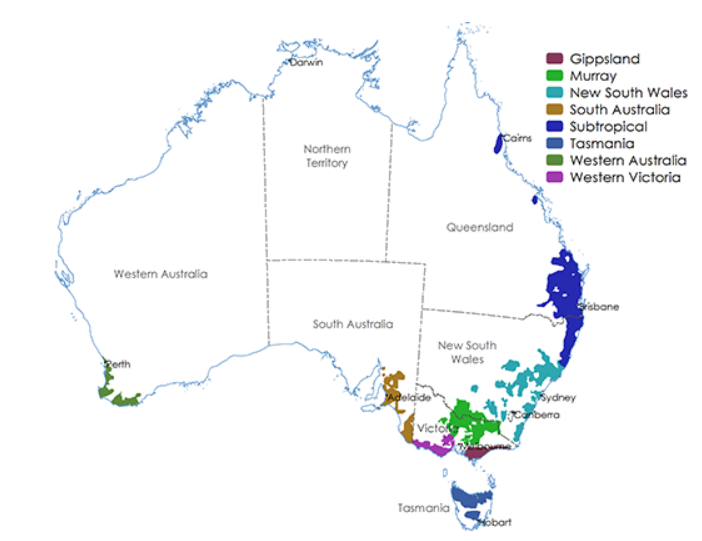 Darwin
Gippsland
Murray
New South Wales
South Australia
Subtropical
Tasmania
Western Australia
Western Victoria
Cairns
Northern
Territory
Queensland
Western Australia
Brisbane
South Australia
New South
Wales
Perth
Adelaide
Sydney
Canberra
Victoria
Melbourne
Tasmania
Hobart